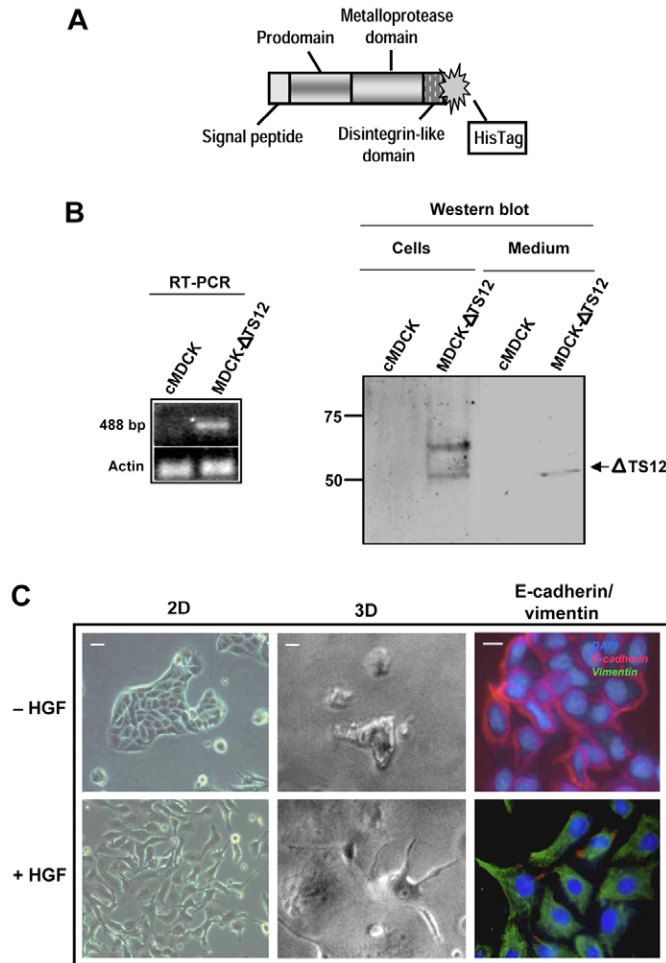 A
Metalloprotease
domain
Prodomain
Signal peptide
Disintegrin-like
domain
HisTag
B
Western blot
Cells
Medium
RT-PCR
cMDCK
MDCK-ΔTS12
cMDCK
MDCK-ΔTS12
cMDCK
MDCK-ΔTS12
75
50
488 bp
Actin
ΔTS12
C
2D
3D
E-cadherin/
vimentin
– HGF
DAPI
E-cadherin
Vimentin
+ HGF